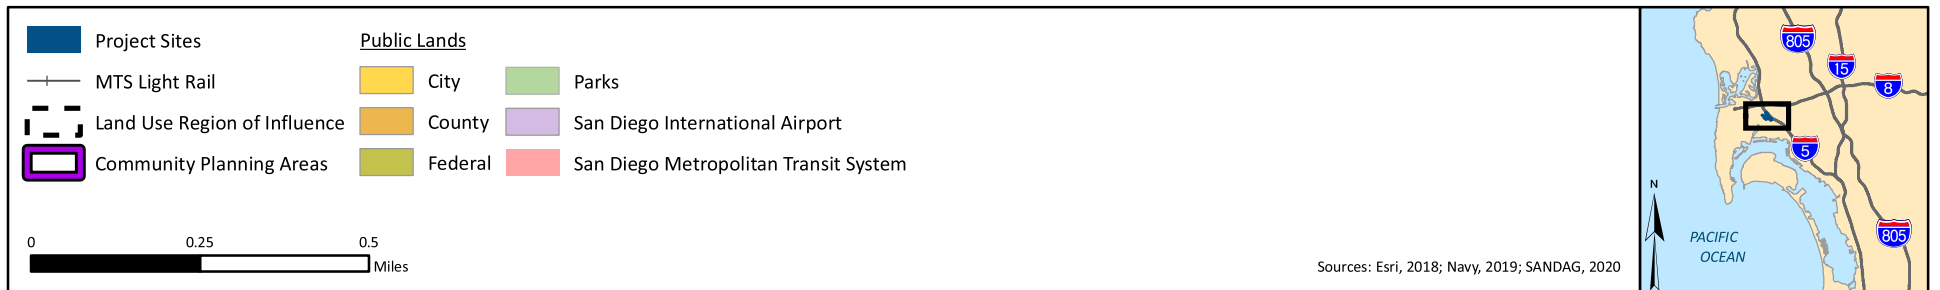 Project Sites
MTS Light Rail
Land Use Region of Influence
Community Planning Areas
Public Lands
City
County
Federal
Parks
San Diego International Airport
San Diego Metropolitan Transit System
0 0.25 0.5
Miles
Sources: Esri, 2018; Navy, 2019; SANDAG, 2020
805
15
8
5
N
805
PACIFIC
OCEAN